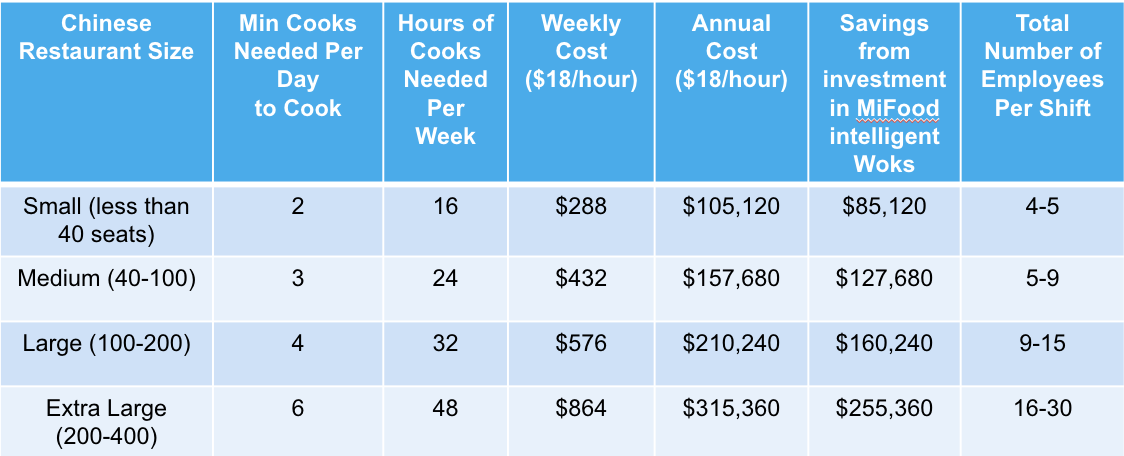 Chinese
Restaurant Size
Min Cooks
Needed Per
Day
to Cook
Hours of
Cooks
Needed
Per
Week
Weekly
Cost
($18/hour)
Annual
Cost
($18/hour)
Savings
from
investment
in MiFood
intelligent
Woks
Total
Number of
Employees
Per Shift
Small (less than
40 seats)
2
16
$288
$105,120
$85,120
4-5
Medium (40-100)
3
24
$432
$157,680
$127,680
5-9
Large (100-200)
4
32
$576
$210,240
$160,240
9-15
Extra Large
(200-400)
6
48
$864
$315,360
$255,360
16-30